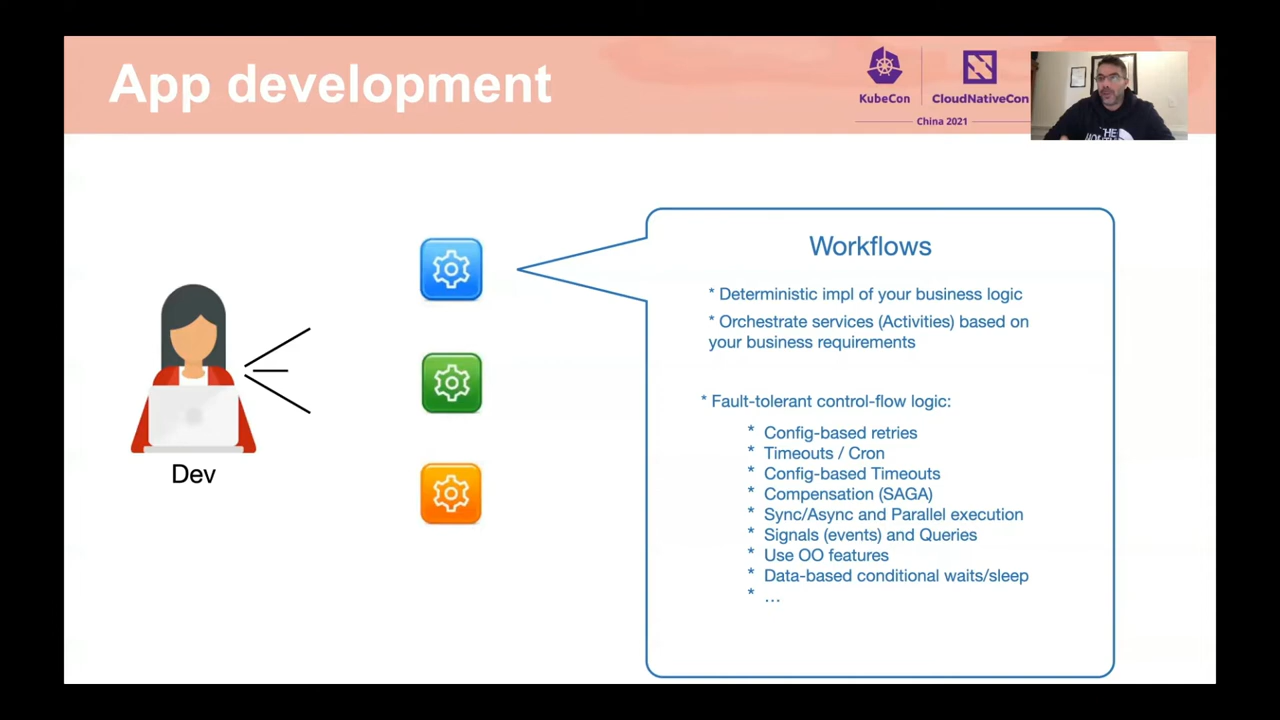 App development
KubeCon
CloudNativeCon
China 2021
THE
Workflows
* Deterministic impl of your business logic
* Orchestrate services (Activities) based on
your business requirements
* Fault-tolerant control-flow logic:
* Config-based retries
* Timeouts / Cron
* Config-based Timeouts
* Compensation (SAGA)
* Sync/Async and Parallel execution
* Signals (events) and Queries
* Use OO features
* Data-based conditional waits/sleep
* …
Dev